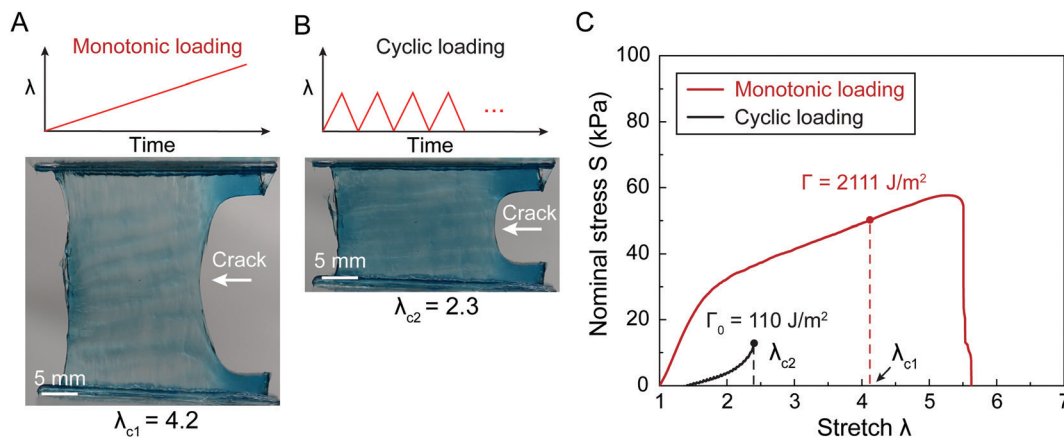 A
Monotonic loading
λ
Time
Crack
5 mm
λc1 = 4.2
B
Cyclic loading
λ
...
Time
Crack
5 mm
λc2 = 2.3
C
Nominal stress S (kPa)
100
80
60
40
20
0
Monotonic loading
Cyclic loading
Γ = 2111 J/m²
Γ0 = 110 J/m²
λc2
λc1
1 2 3 4 5 6 7
Stretch λ